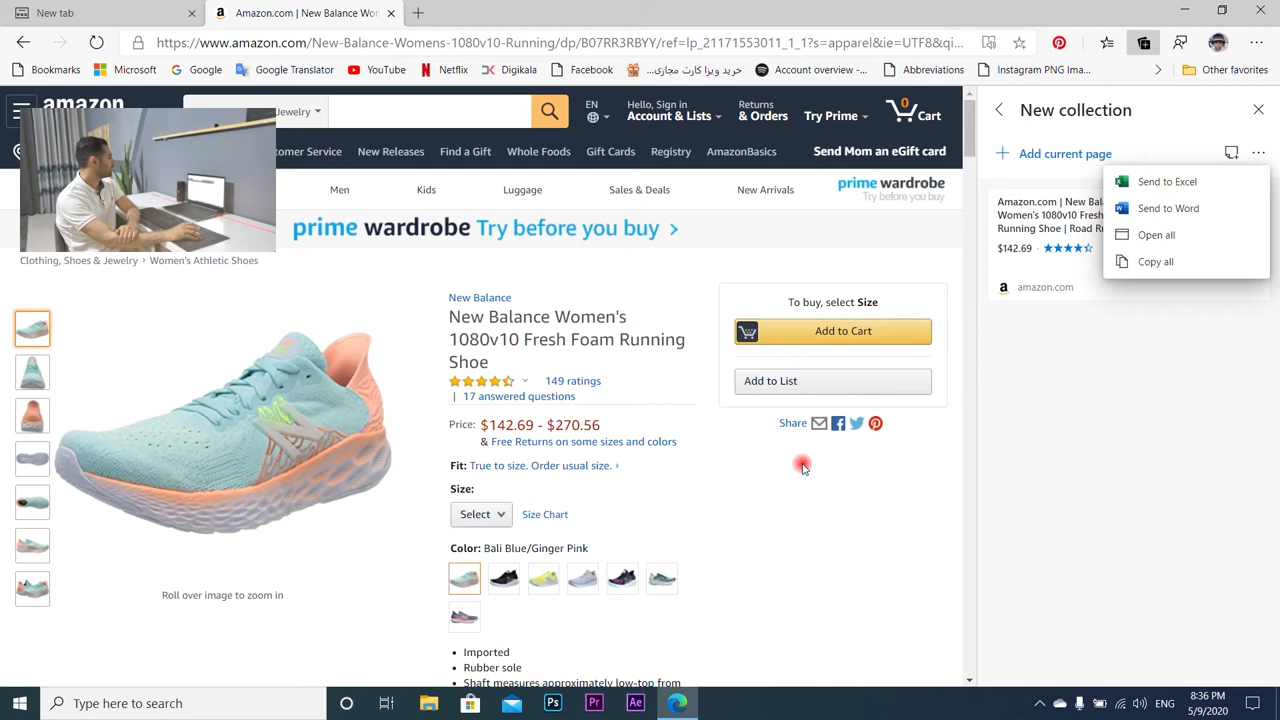 New tab
Amazon.com | New Balance Wo
https://www.amazon.com/New-Balance-Womens-1080v10-Running/dp/B07RR3RBYY/ref=lp_21171553011_1_1?s=apparel&ie=UTF8&qi...
Bookmarks Microsoft Google Google Translator YouTube Netflix Digikala Facebook خرید ویزا کارت مجازی... Account overview -... Abbreviations Instagram PNG Ima... Other favorites
amazon
Jewelry
EN
Hello, Sign in
Account & Lists
Returns
& Orders
Try Prime
0
Cart
tomer Service New Releases Find a Gift Whole Foods Gift Cards Registry AmazonBasics Send Mom an eGift card
Men Kids Luggage Sales & Deals New Arrivals
prime wardrobe
Try before you buy
prime wardrobe Try before you buy ›
Clothing, Shoes & Jewelry › Women's Athletic Shoes
New Balance
New Balance Women's
1080v10 Fresh Foam Running
Shoe
149 ratings
| 17 answered questions
Price: $142.69 - $270.56
& Free Returns on some sizes and colors
Fit: True to size. Order usual size. ›
Size:
Select
Size Chart
Color: Bali Blue/Ginger Pink
• Imported
• Rubber sole
• Shaft measures approximately low-top from
Roll over image to zoom in
To buy, select Size
Add to Cart
Add to List
Share
New collection
Add current page
Send to Excel
Send to Word
Open all
Copy all
Amazon.com | New Bal
Women's 1080v10 Fresh
Running Shoe | Road R
$142.69
a amazon.com
Type here to search
Ps Pr Ae
ENG
8:36 PM
5/9/2020